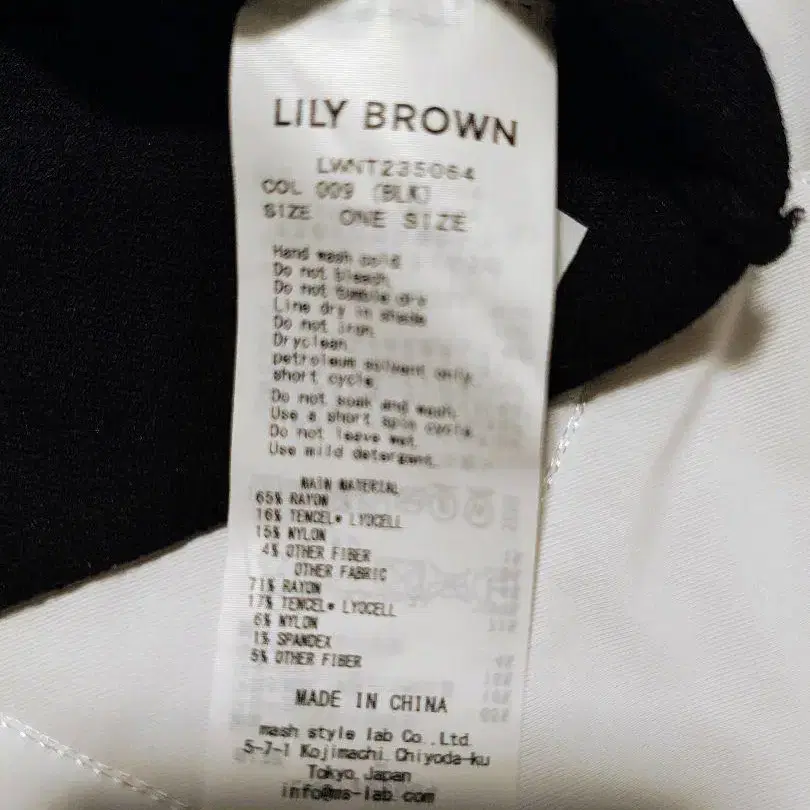 LILY BROWN
LWNT235064
COL 009 (BLK)
SIZE ONE SIZE
Hand wash cold
Do not bleach
Do not tumble dry
Line dry in shade
Do not iron.
Dryclean
petroleum solvent only.
short cycle.
Do not soak and wash.
Use a short spin cycle.
Do not leave wet.
Use mild detergent.
MAIN MATERIAL
65% RAYON
16% TENCEL* LYOCELL
15% NYLON
4% OTHER FIBER
OTHER FABRIC
71% RAYON
17% TENCEL* LYOCELL
6% NYLON
1% SPANDEX
5% OTHER FIBER
MADE IN CHINA
mash style lab Co.,Ltd.
5-7-1 Kojimachi Chiyoda-ku
Tokyo Japan
info@ms-lab.com